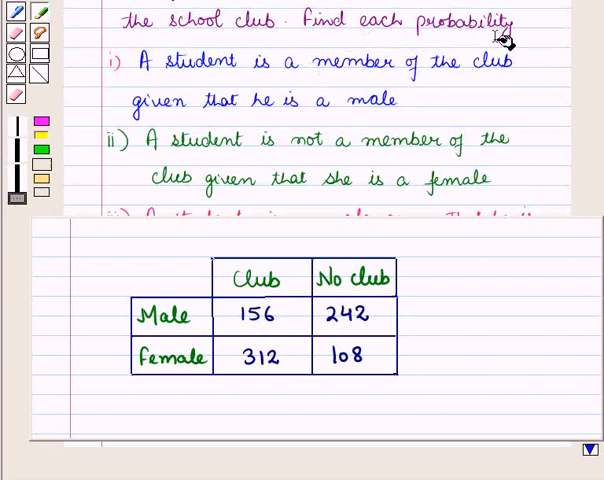 the school club. Find each probability
i) A student is a member of the club
given that he is a male
ii) A student is not a member of the
club given that she is a female
Club No club
Male 156 242
Female 312 108